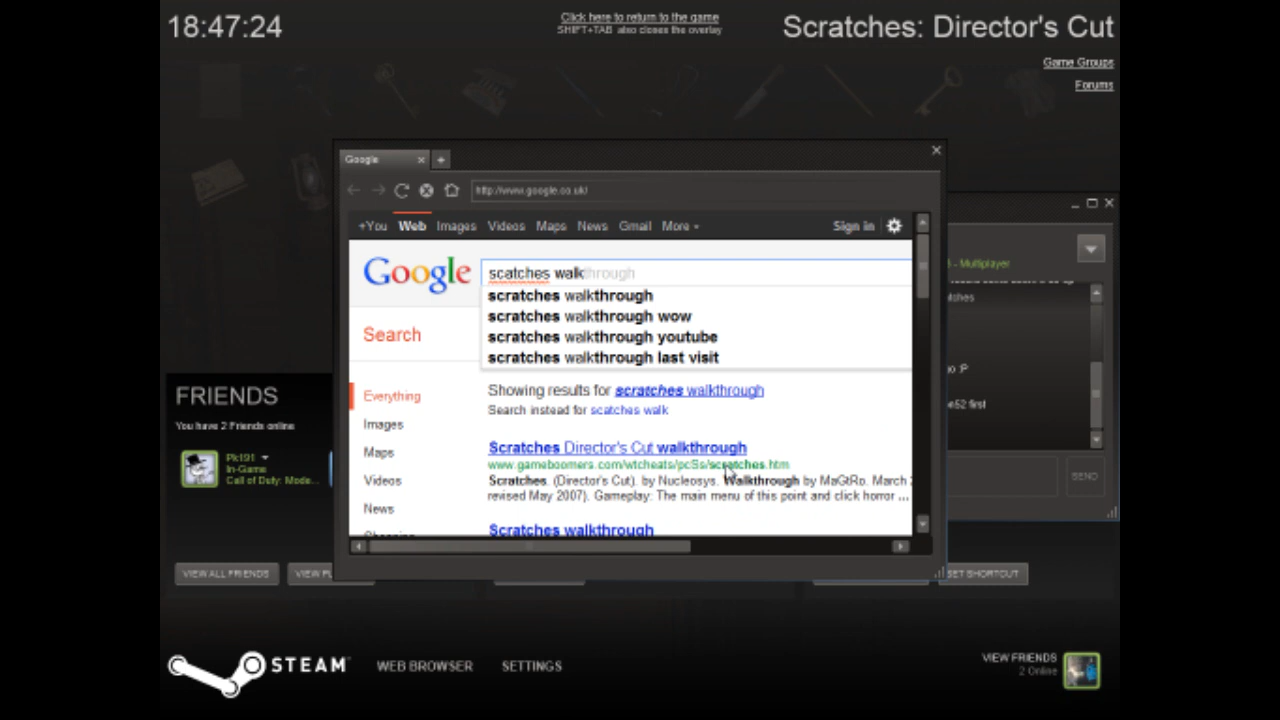 18:47:24
Click here to return to the game
SHIFT+TAB also closes the overlay
Scratches: Director's Cut
Game Groups
Forums
Google
http://www.google.co.uk/
+You Web Images Videos Maps News Gmail More
Sign in
Google
scatches walkthrough
scratches walkthrough
scratches walkthrough wow
scratches walkthrough youtube
scratches walkthrough last visit
Search
Showing results for scratches walkthrough
Search instead for scatches walk
Everything
Images
Maps
Videos
News
Scratches Director's Cut walkthrough
www.gameboomers.com/wtcheats/pcSs/scratches.htm
Scratches. (Director's Cut). by Nucleosys. Walkthrough by MaGtRo. March
revised May 2007). Gameplay: The main menu of this point and click horror ...
Scratches walkthrough
- Multiplayer
:P
first
SEND
FRIENDS
You have 2 Friends online
Pk191
In-Game
Call of Duty: Mode...
VIEW ALL FRIENDS
VIEW
SET SHORTCUT
STEAM
WEB BROWSER
SETTINGS
VIEW FRIENDS
2 Online